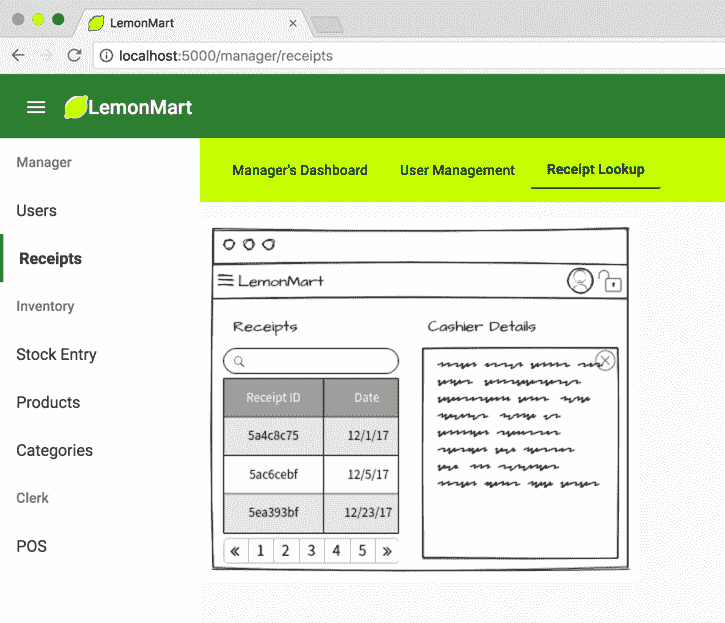 LemonMart
localhost:5000/manager/receipts
LemonMart
Manager
Users
Receipts
Inventory
Stock Entry
Products
Categories
Clerk
POS
Manager's Dashboard User Management Receipt Lookup
LemonMart
Receipts
Receipt ID Date
5a4c8c75 12/1/17
5ac6cebf 12/5/17
5ea393bf 12/23/17
« 1 2 3 4 5 »
Cashier Details